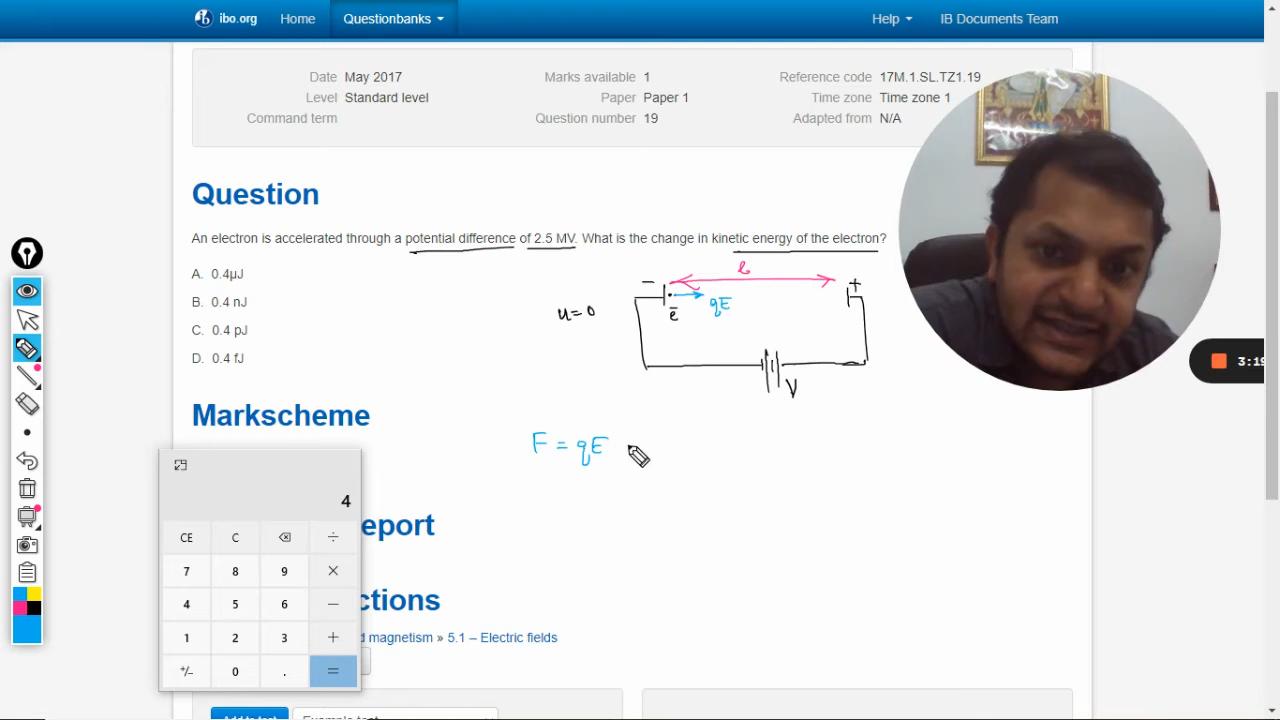 ibo.org Home Questionbanks Help IB Documents Team
Date May 2017 Marks available 1 Reference code 17M.1.SL.TZ1.19
Level Standard level Paper Paper 1 Time zone Time zone 1
Command term Question number 19 Adapted from N/A
Question
An electron is accelerated through a potential difference of 2.5 MV. What is the change in kinetic energy of the electron?
A. 0.4μJ
B. 0.4 nJ
C. 0.4 pJ
D. 0.4 fJ
l
− +
qE
ē
u=0
V
Markscheme
F = qE
3:19
4
eport
CE C ÷
7 8 9 ×
4 5 6 −
1 2 3 +
+/− 0 . =
ctions
d magnetism » 5.1 – Electric fields